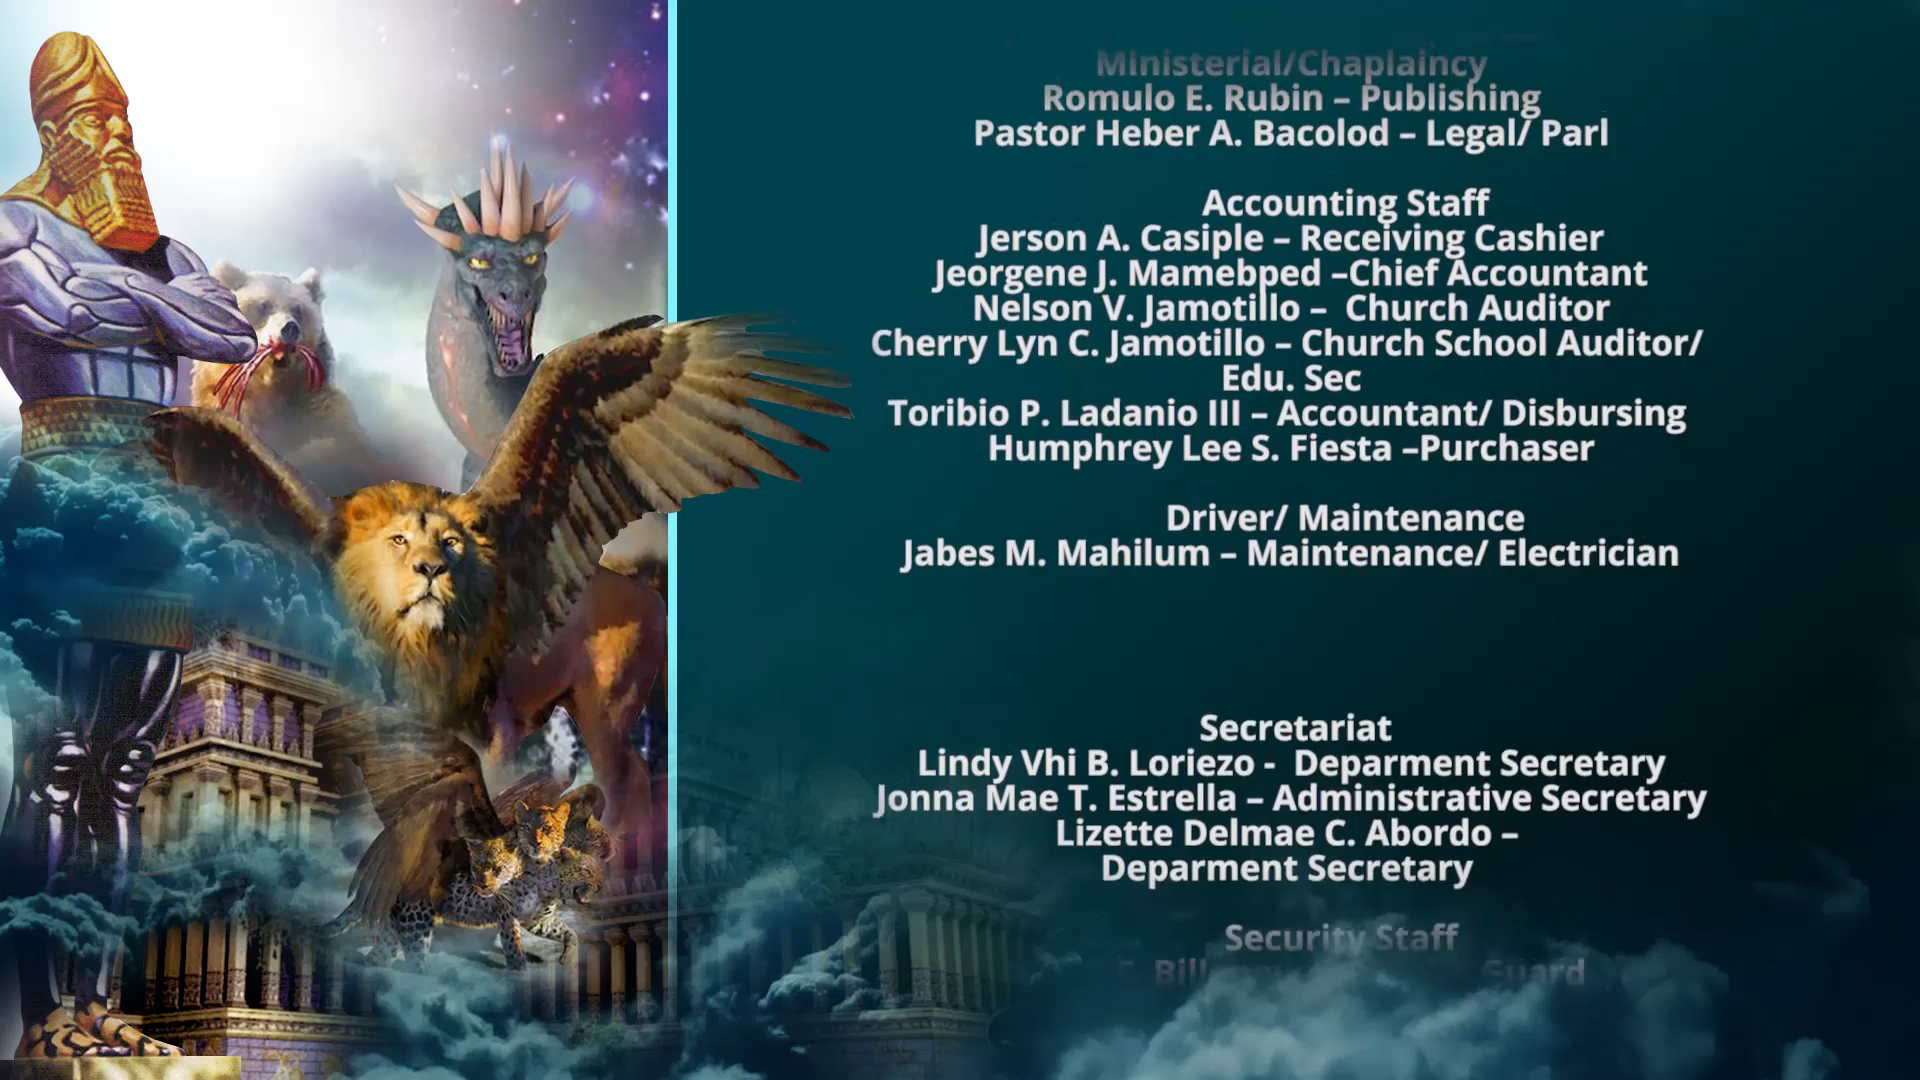 Ministerial/Chaplaincy
Romulo E. Rubin – Publishing
Pastor Heber A. Bacolod – Legal/ Parl
Accounting Staff
Jerson A. Casiple – Receiving Cashier
Jeorgene J. Mamebped –Chief Accountant
Nelson V. Jamotillo – Church Auditor
Cherry Lyn C. Jamotillo – Church School Auditor/
Edu. Sec
Toribio P. Ladanio III – Accountant/ Disbursing
Humphrey Lee S. Fiesta –Purchaser
Driver/ Maintenance
Jabes M. Mahilum – Maintenance/ Electrician
Secretariat
Lindy Vhi B. Loriezo - Deparment Secretary
Jonna Mae T. Estrella – Administrative Secretary
Lizette Delmae C. Abordo –
Deparment Secretary
Security Staff
Guard